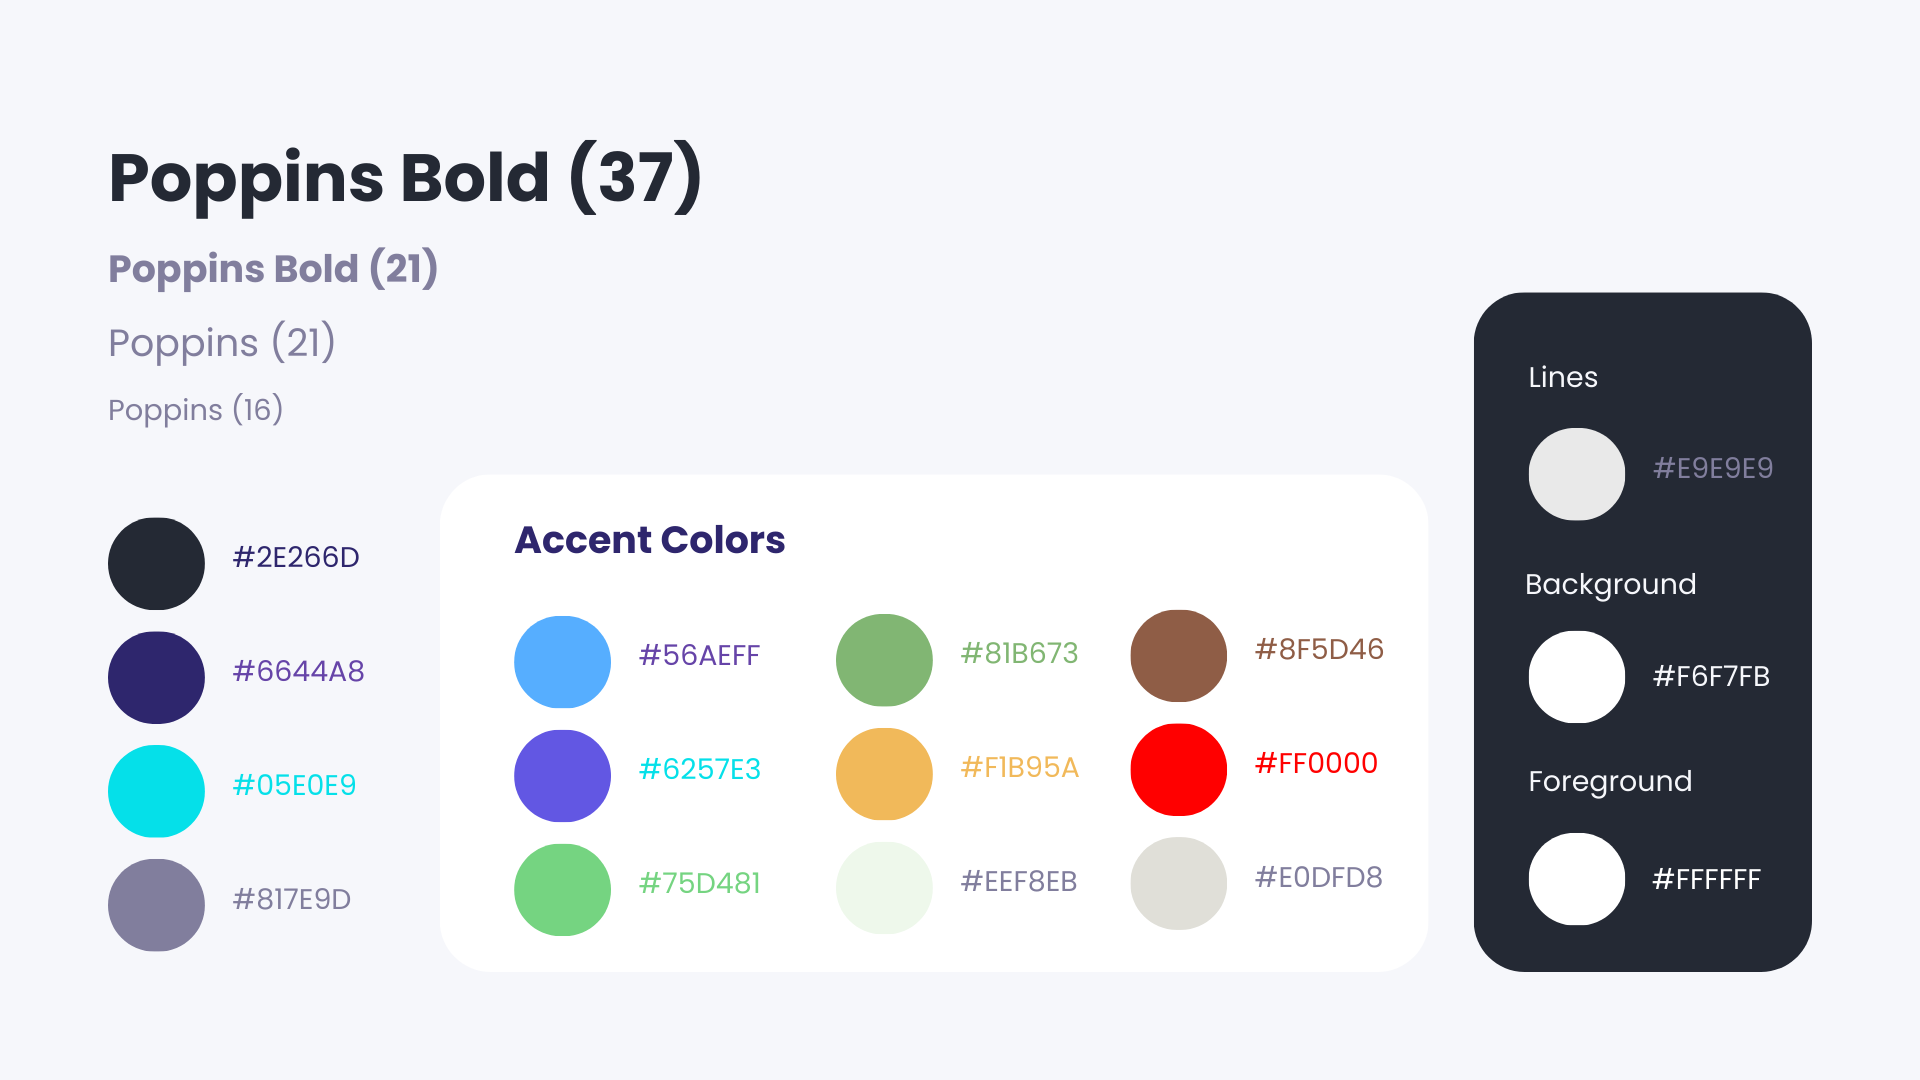 Poppins Bold (37)
Poppins Bold (21)
Poppins (21)
Poppins (16)
#2E266D
#6644A8
#05E0E9
#817E9D
Accent Colors
#56AEFF
#81B673
#8F5D46
#6257E3
#F1B95A
#FF0000
#75D481
#EEF8EB
#E0DFD8
Lines
#E9E9E9
Background
#F6F7FB
Foreground
#FFFFFF